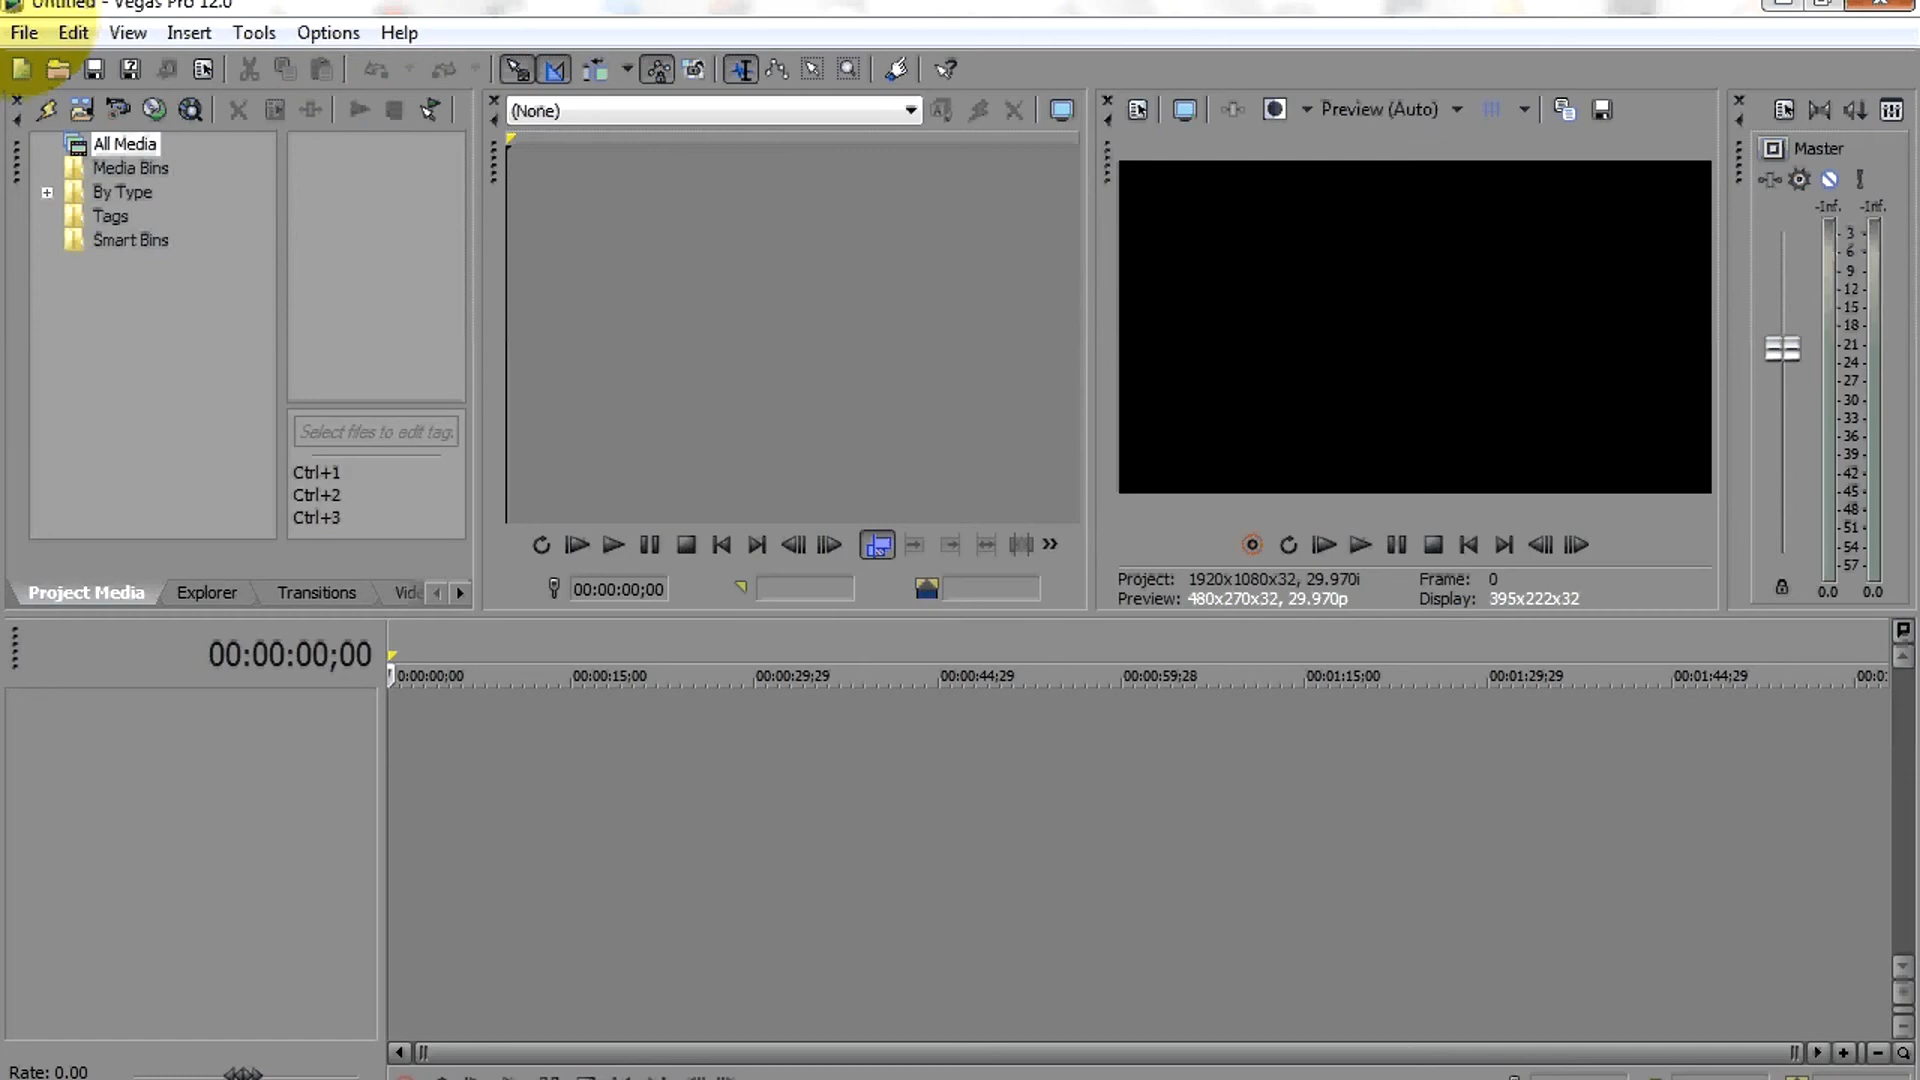 Untitled - Vegas Pro 12.0
File Edit View Insert Tools Options Help
(None)
Preview (Auto)
All Media
Media Bins
By Type
Tags
Smart Bins
Master
-Inf. -Inf.
3
6
9
12
15
18
21
24
27
30
33
36
39
42
45
48
51
54
57
0.0 0.0
Select files to edit tag
Ctrl+1
Ctrl+2
Ctrl+3
Project Media Explorer Transitions Vid
00:00:00;00
Project: 1920x1080x32, 29.970i Frame: 0
Preview: 480x270x32, 29.970p Display: 395x222x32
00:00:00;00
0:00:00;00 00:00:15;00 00:00:29;29 00:00:44;29 00:00:59;28 00:01:15;00 00:01:29;29 00:01:44;29 00:0
Rate: 0.00